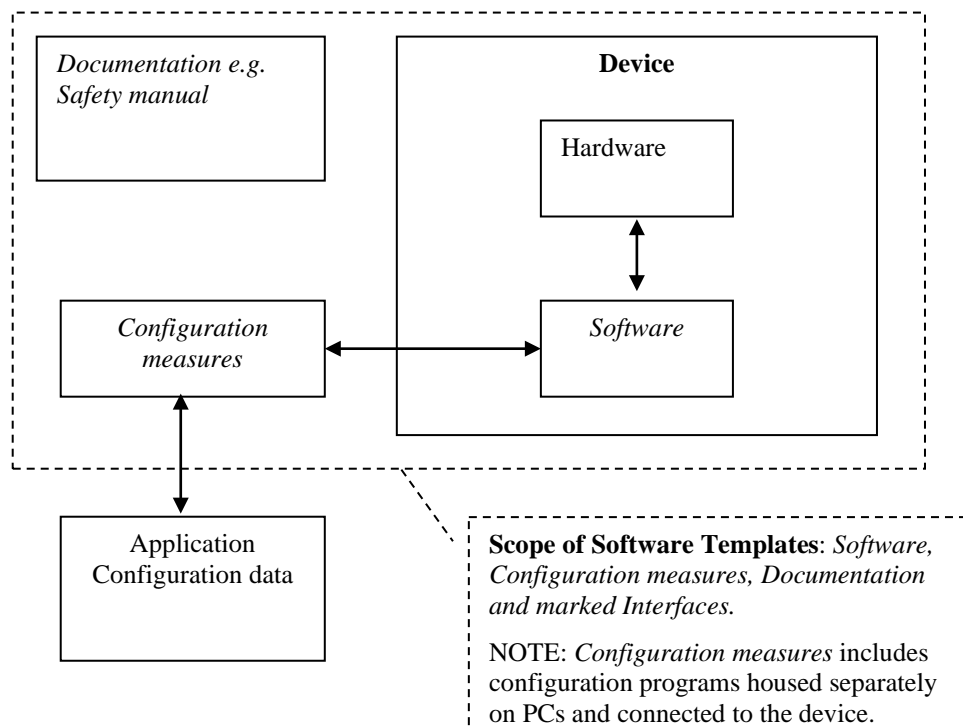 Documentation e.g.
Safety manual
Device
Hardware
Configuration
measures
Software
Application
Configuration data
Scope of Software Templates: Software,
Configuration measures, Documentation
and marked Interfaces.
NOTE: Configuration measures includes
configuration programs housed separately
on PCs and connected to the device.